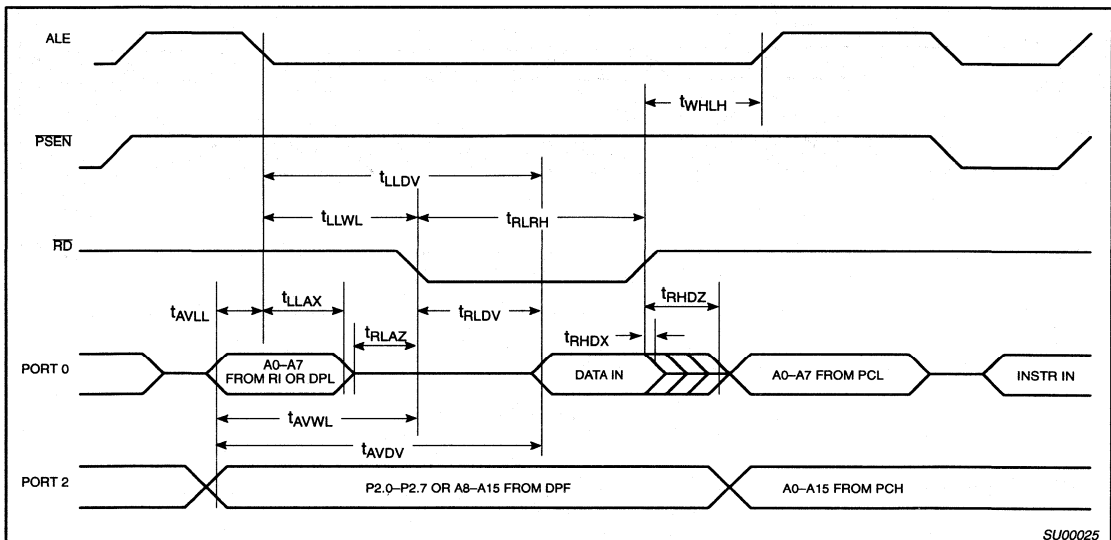 ALE
tWHLH
PSEN
tLLDV
tLLWL
tRLRH
RD
tAVLL
tLLAX
tRLAZ
tRLDV
tRHDZ
tRHDX
PORT 0
A0–A7
FROM RI OR DPL
DATA IN
A0–A7 FROM PCL
INSTR IN
tAVWL
tAVDV
PORT 2
P2.0–P2.7 OR A8–A15 FROM DPF
A0–A15 FROM PCH
SU00025